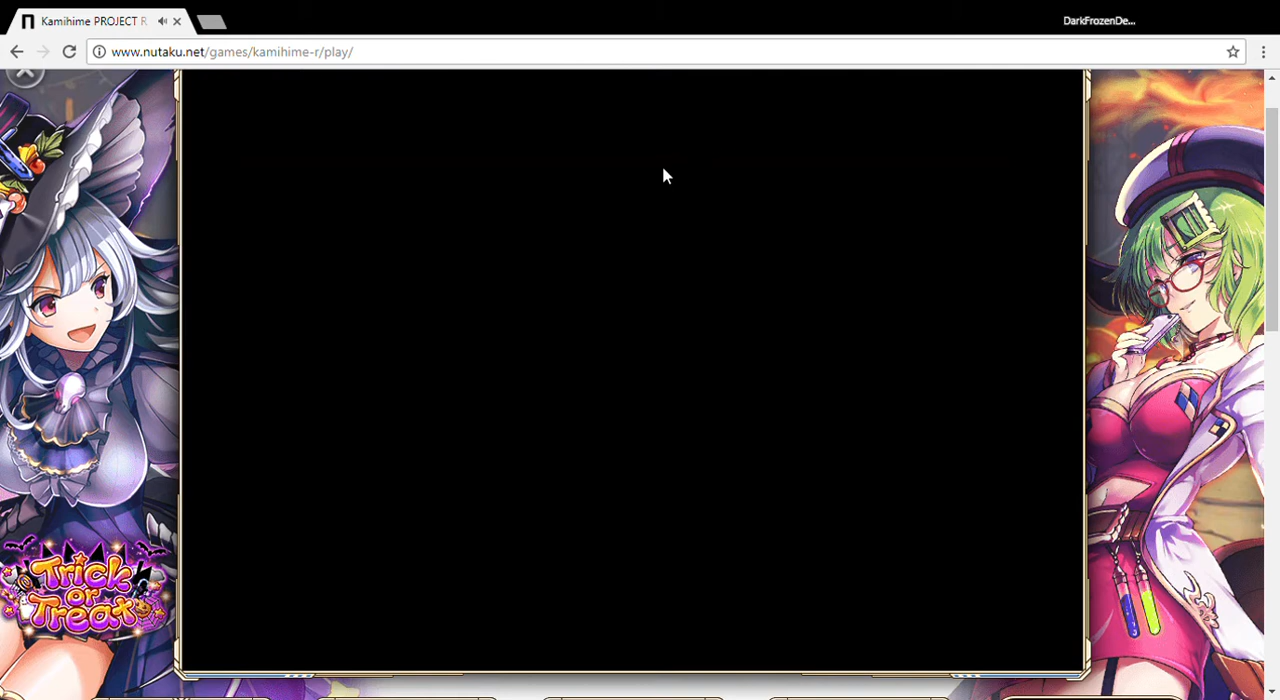 Kamihime PROJECT R
DarkFrozenDe...
www.nutaku.net/games/kamihime-r/play/
Trick
or
Treat